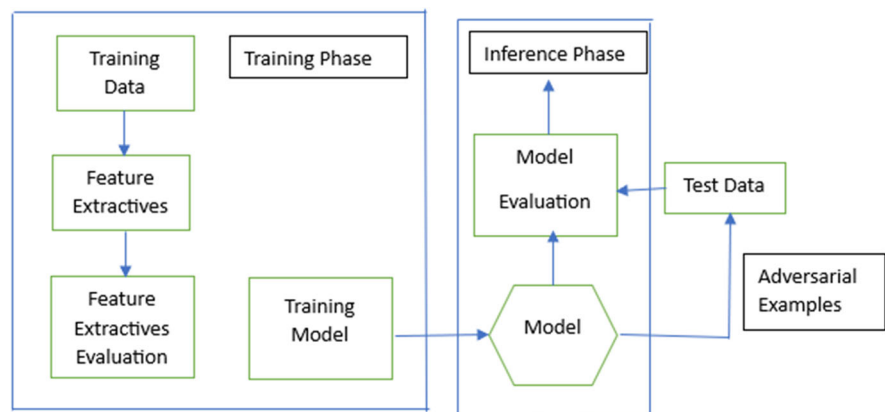 Training
Data
Training Phase
Feature
Extractives
Feature
Extractives
Evaluation
Training
Model
Inference Phase
Model
Evaluation
Model
Test Data
Adversarial
Examples